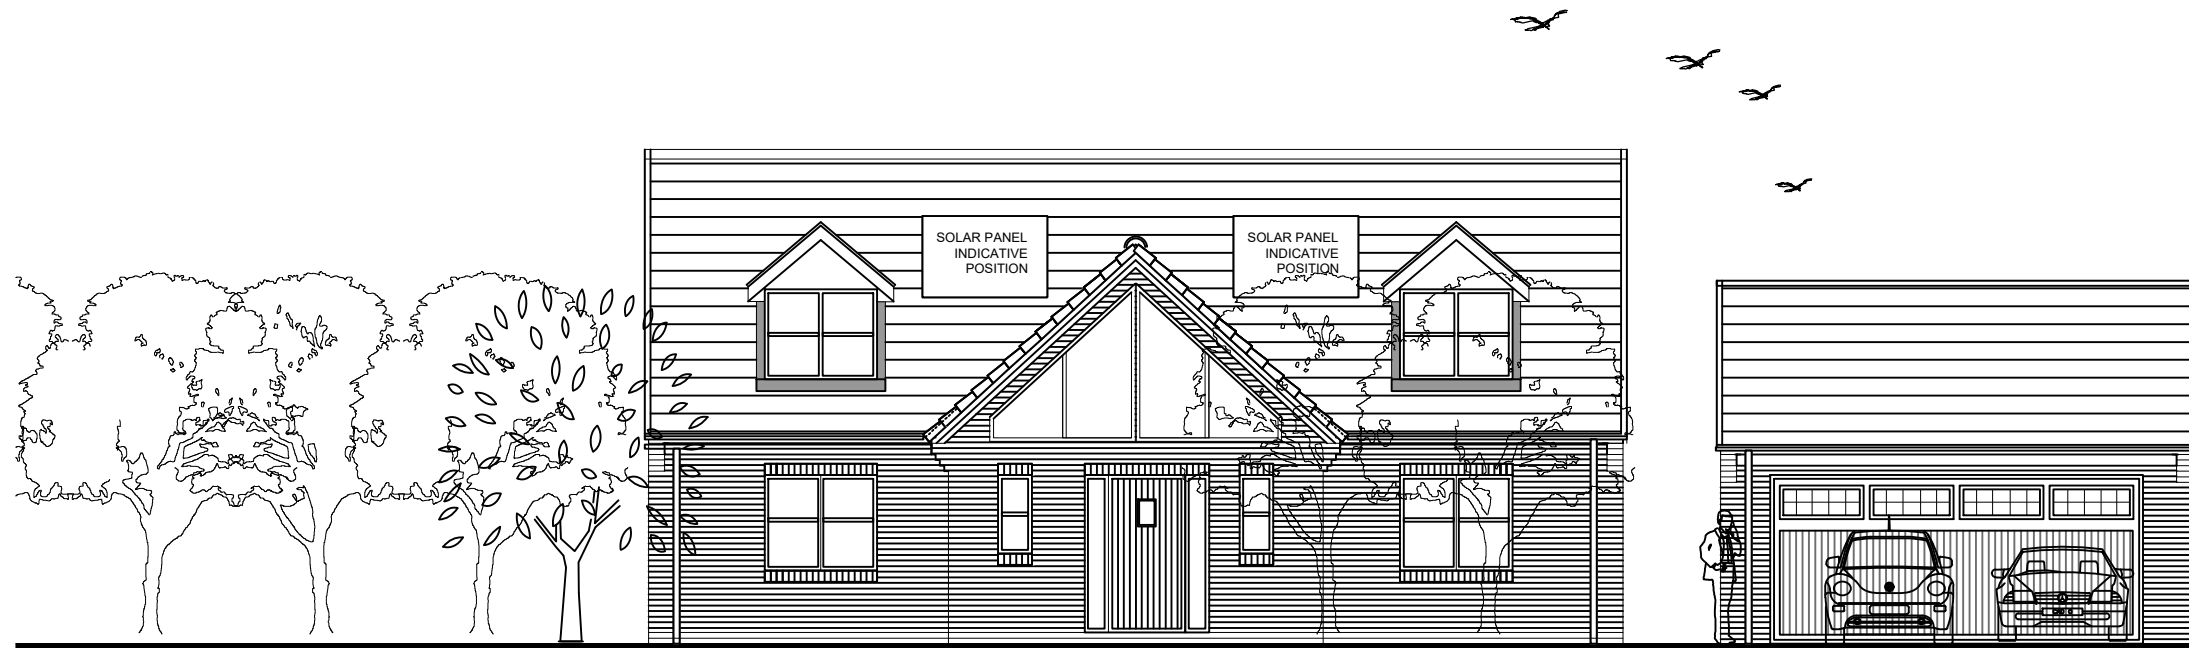 SOLAR PANEL
INDICATIVE
POSITION
SOLAR PANEL
INDICATIVE
POSITION